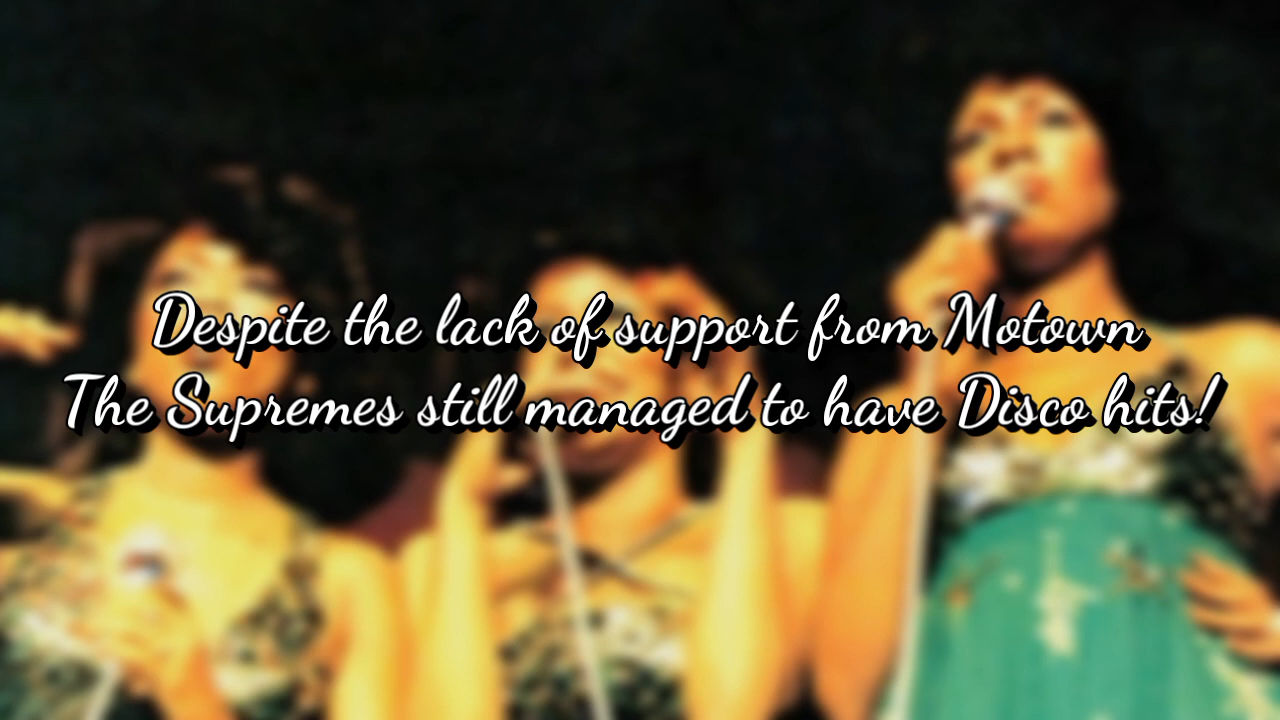 Despite the lack of support from Motown
The Supremes still managed to have Disco hits!